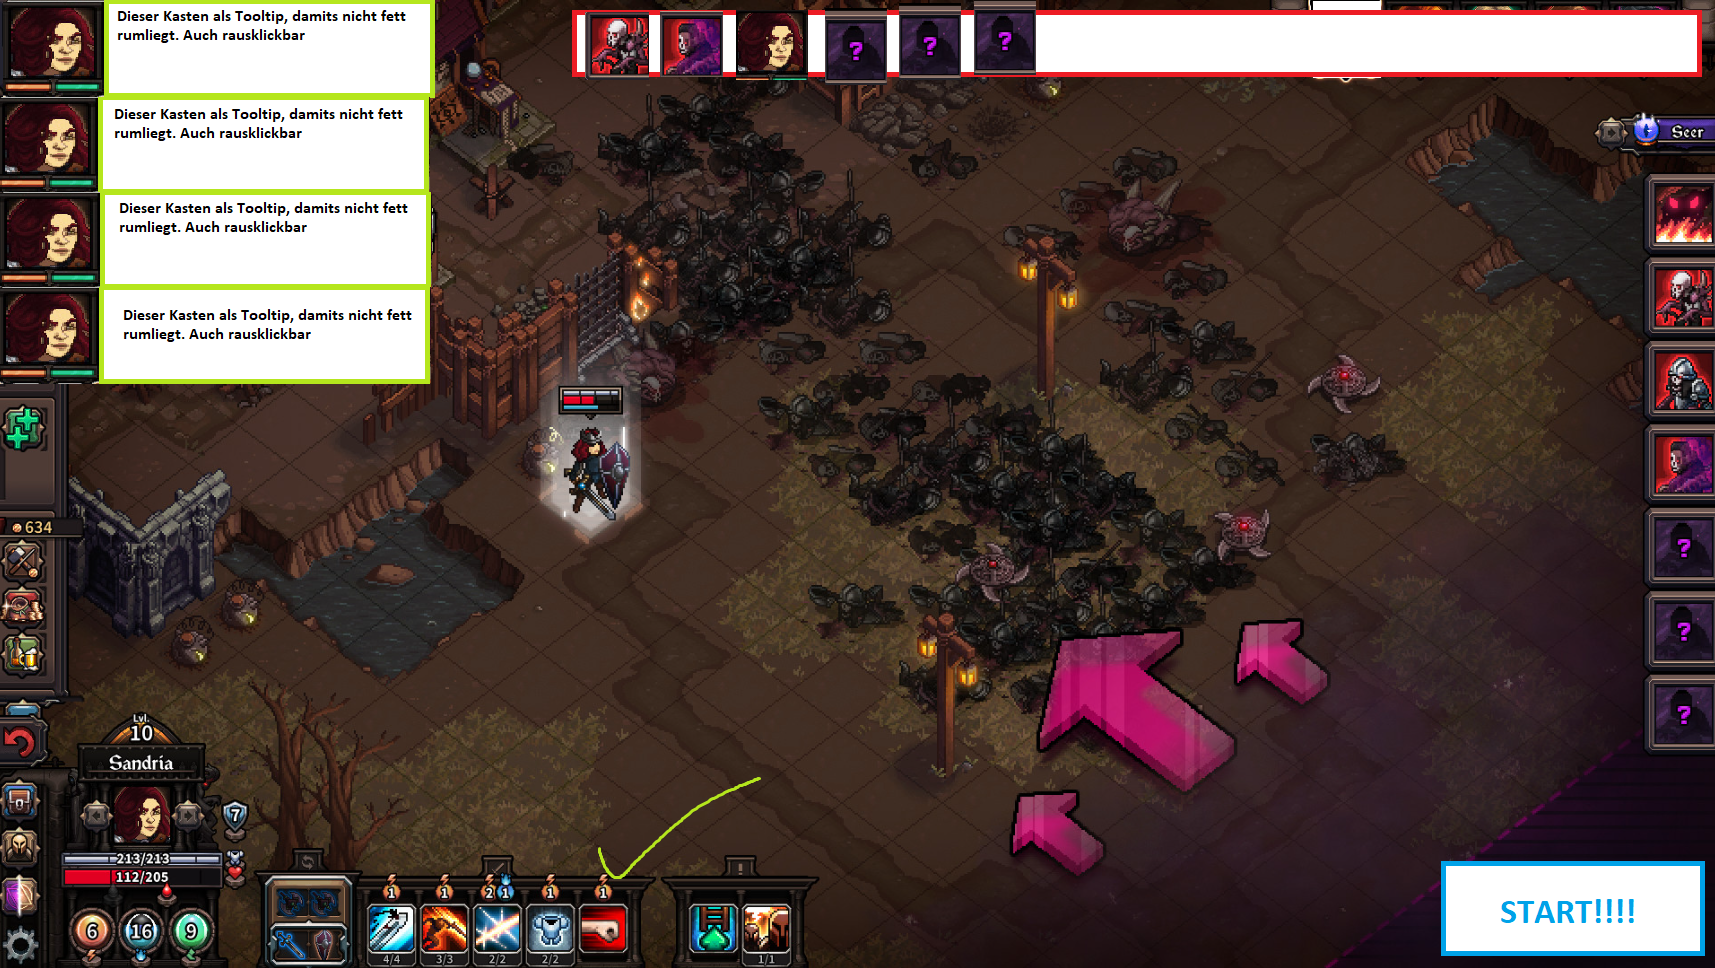 Dieser Kasten als Tooltip, damits nicht fett
rumliegt. Auch rausklickbar
Dieser Kasten als Tooltip, damits nicht fett
rumliegt. Auch rausklickbar
Dieser Kasten als Tooltip, damits nicht fett
rumliegt. Auch rausklickbar
Dieser Kasten als Tooltip, damits nicht fett
rumliegt. Auch rausklickbar
? ? ?
Seer
?
?
?
634
Lvl.
10
Sandria
7
213/213
112/205
6 16 9
1 1 2 1 1 1
4/4 3/3 2/2 2/2 1/1
START!!!!